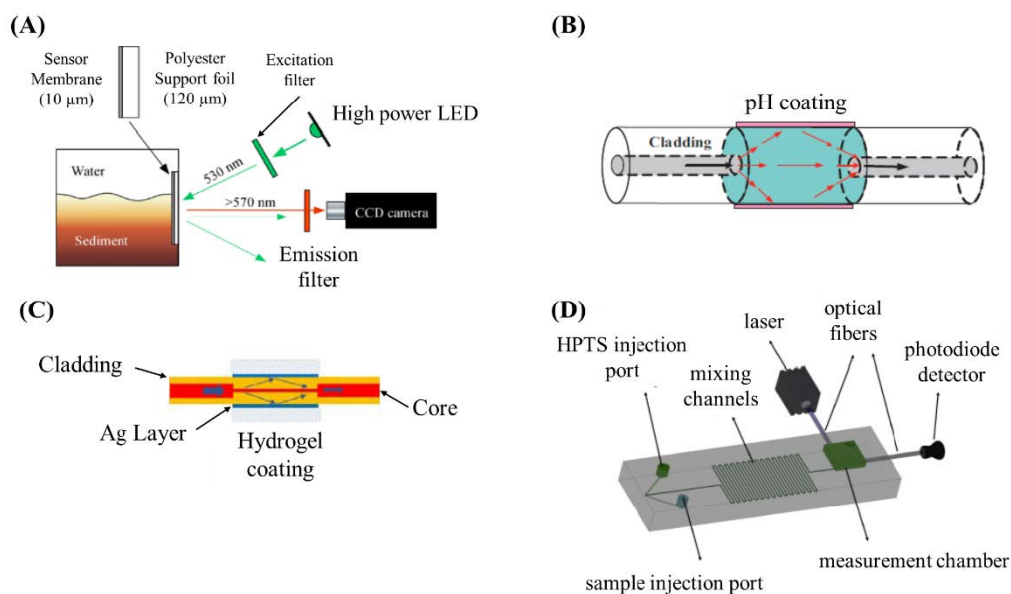 (A)
Sensor
Membrane
(10 µm)
Polyester
Support foil
(120 µm)
Excitation
filter
High power LED
530 nm
>570 nm
Water
Sediment
CCD camera
Emission
filter
(B)
pH coating
Cladding
(C)
Cladding
Ag Layer
Hydrogel
coating
Core
(D)
laser
optical
fibers
HPTS injection
port
mixing
channels
photodiode
detector
sample injection port
measurement chamber